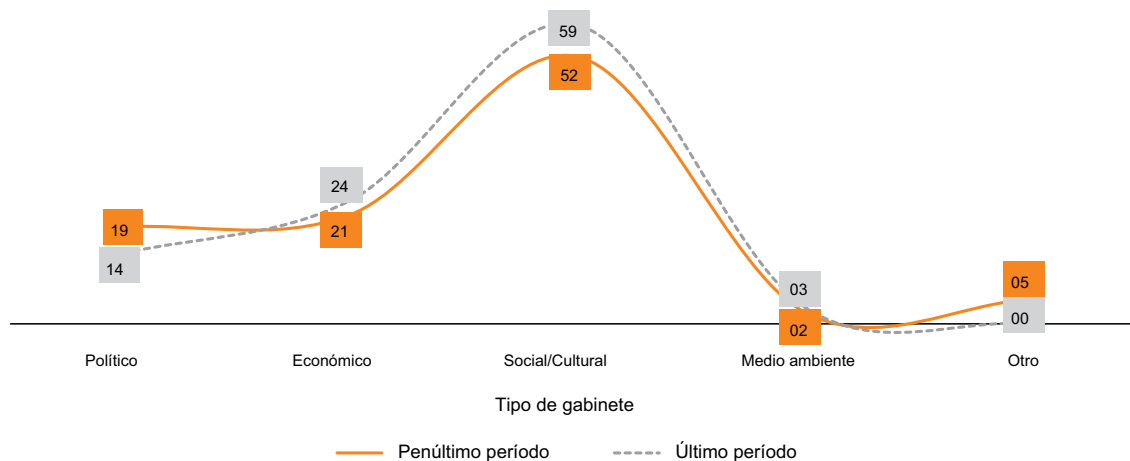 59
52
24
21
19
14
03
02
05
00
Político
Económico
Social/Cultural
Medio ambiente
Otro
Tipo de gabinete
Penúltimo período
Último período